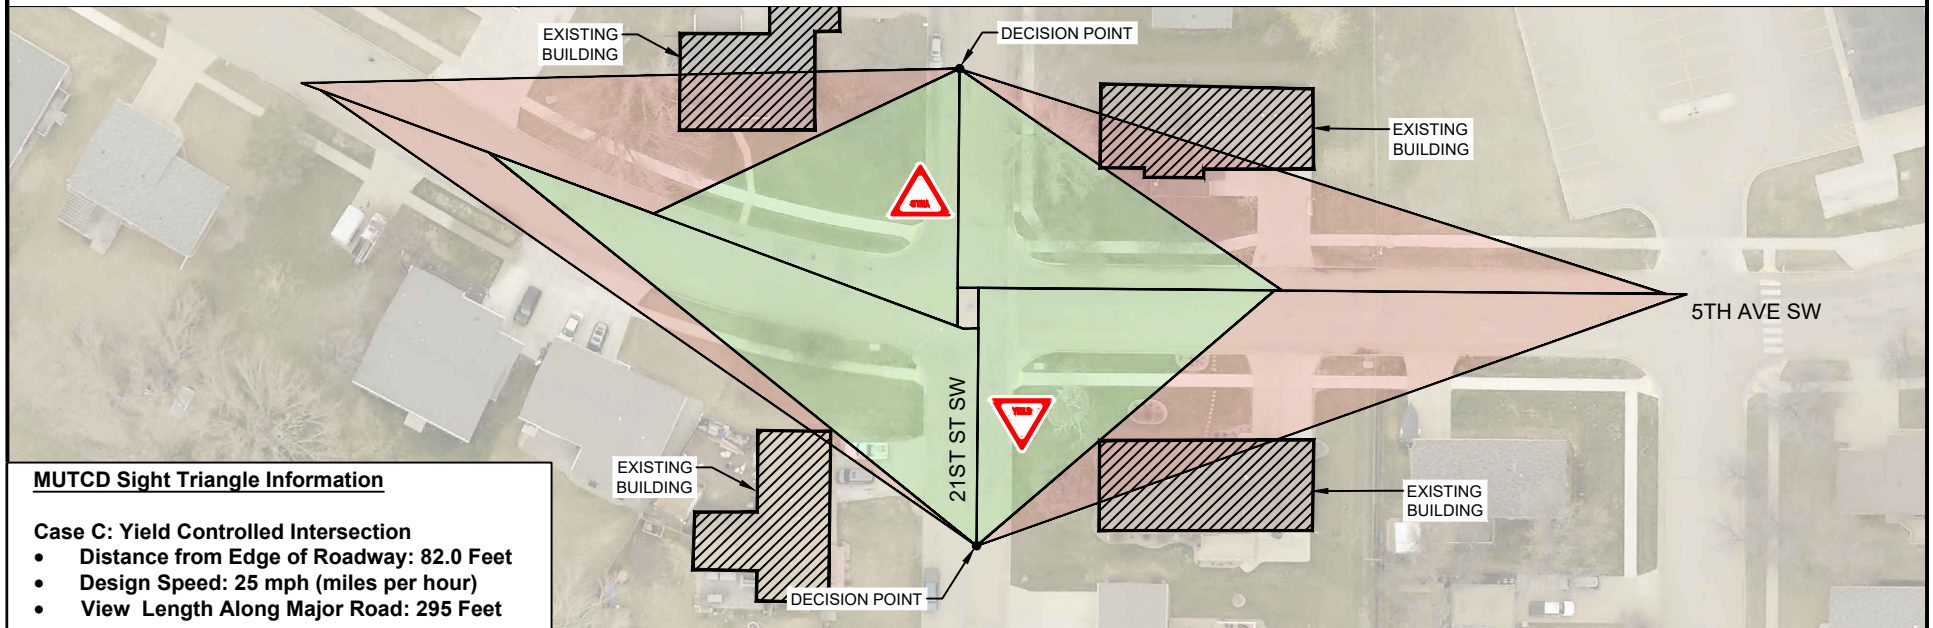 EXISTING
BUILDING
DECISION POINT
EXISTING
BUILDING
YIELD
5TH AVE SW
YIELD
21ST ST SW
EXISTING
BUILDING
EXISTING
BUILDING
DECISION POINT
MUTCD Sight Triangle Information
Case C: Yield Controlled Intersection
• Distance from Edge of Roadway: 82.0 Feet
• Design Speed: 25 mph (miles per hour)
• View Length Along Major Road: 295 Feet